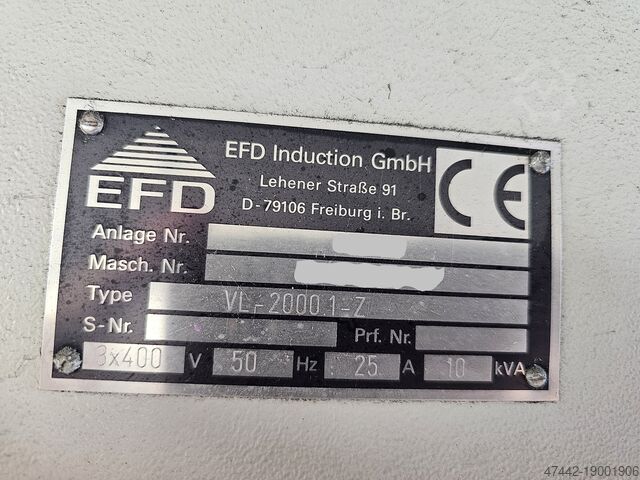 EFD
EFD Induction GmbH
Lehener Straße 91
D-79106 Freiburg i. Br.
CE
Anlage Nr.
Masch. Nr.
Type VL-2000.1-Z
S-Nr. Prf. Nr.
3x400 V 50 Hz 25 A 10 kVA
47442-19001906